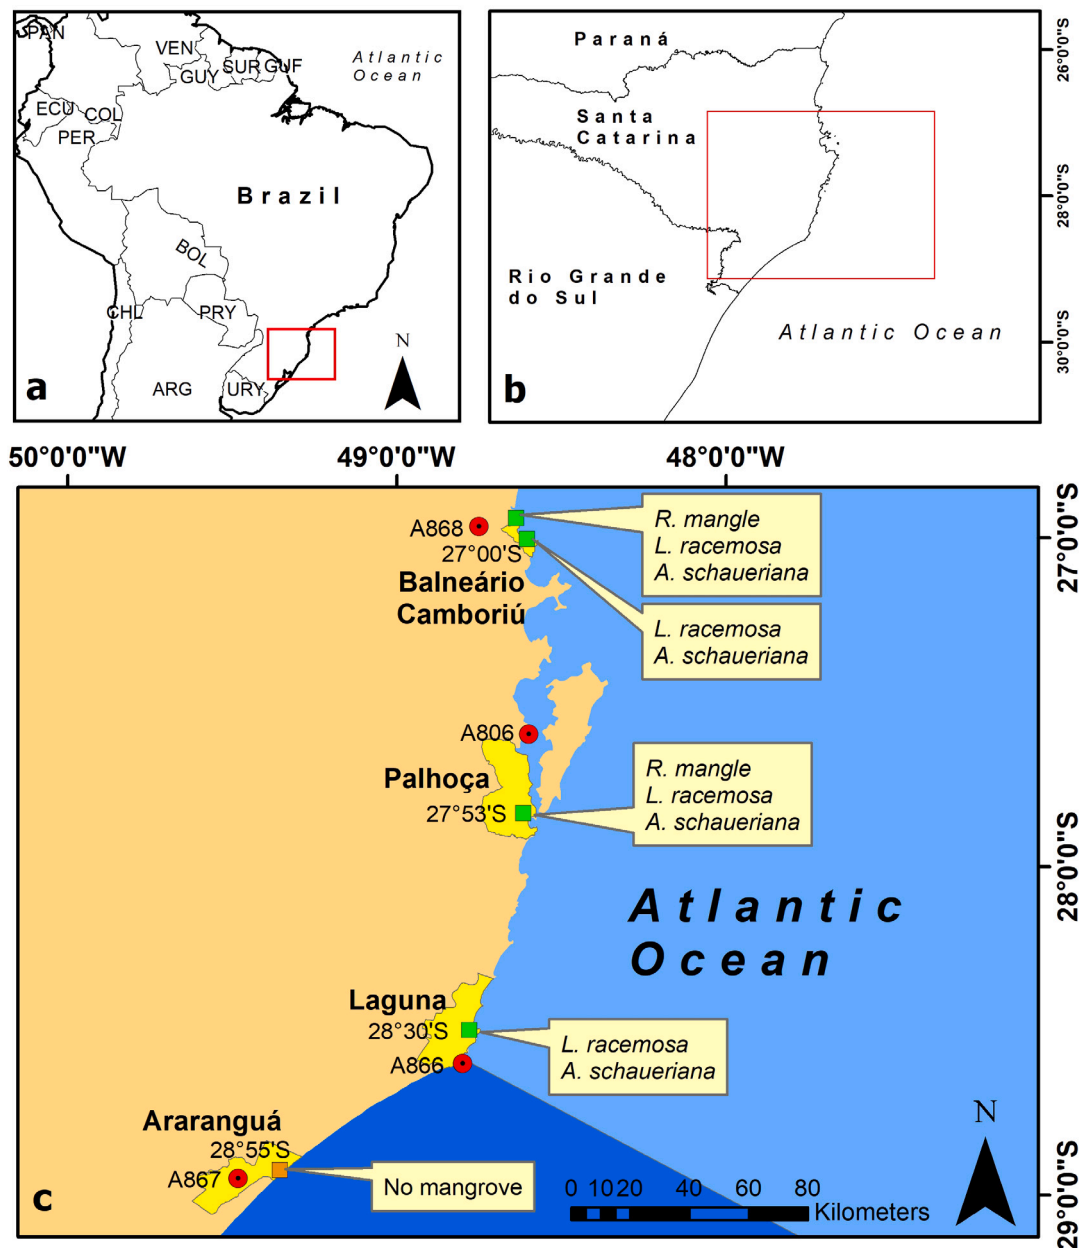 PAN
VEN
GUY
SUR
GUF
Atlantic
Ocean
ECU
COL
PER
Brazil
BOL
CHL
PRY
ARG
URY
N
a
Paraná
Santa
Catarina
Rio Grande
do Sul
Atlantic Ocean
b
26°0'0"S
28°0'0"S
30°0'0"S
50°0'0"W
49°0'0"W
48°0'0"W
A868
27°00'S
Balneário
Camboriú
R. mangle
L. racemosa
A. schaueriana
L. racemosa
A. schaueriana
27°0'0"S
A806
Palhoça
27°53'S
R. mangle
L. racemosa
A. schaueriana
28°0'0"S
Atlantic
Ocean
Laguna
28°30'S
A866
L. racemosa
A. schaueriana
Araranguá
28°55'S
A867
No mangrove
N
0 10 20 40 60 80
Kilometers
29°0'0"S
c